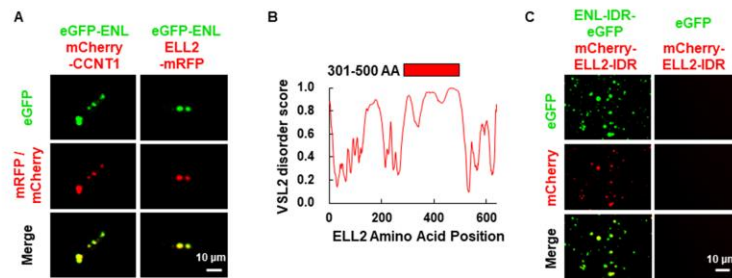 A
eGFP-ENL
mCherry
-CCNT1
eGFP-ENL
ELL2
-mRFP
eGFP
mRFP /
mCherry
Merge
10 µm
B
301-500 AA
VSL2 disorder score
1.0
0.8
0.6
0.4
0.2
0.0
0
200
400
600
ELL2 Amino Acid Position
C
ENL-IDR-
eGFP
mCherry-
ELL2-IDR
eGFP
mCherry-
ELL2-IDR
eGFP
mCherry
Merge
10 µm